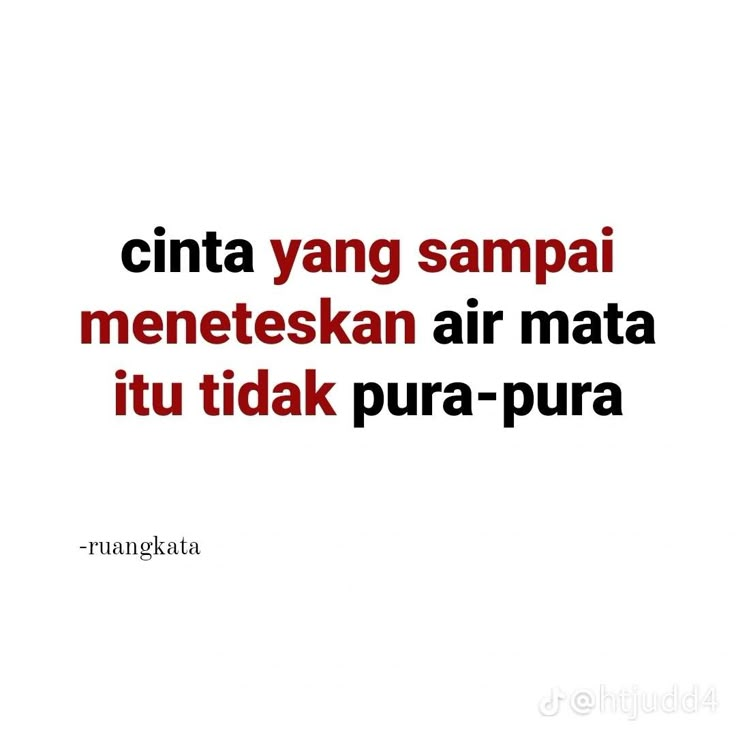 cinta yang sampai
meneteskan air mata
itu tidak pura-pura
-ruangkata
@htjudd4